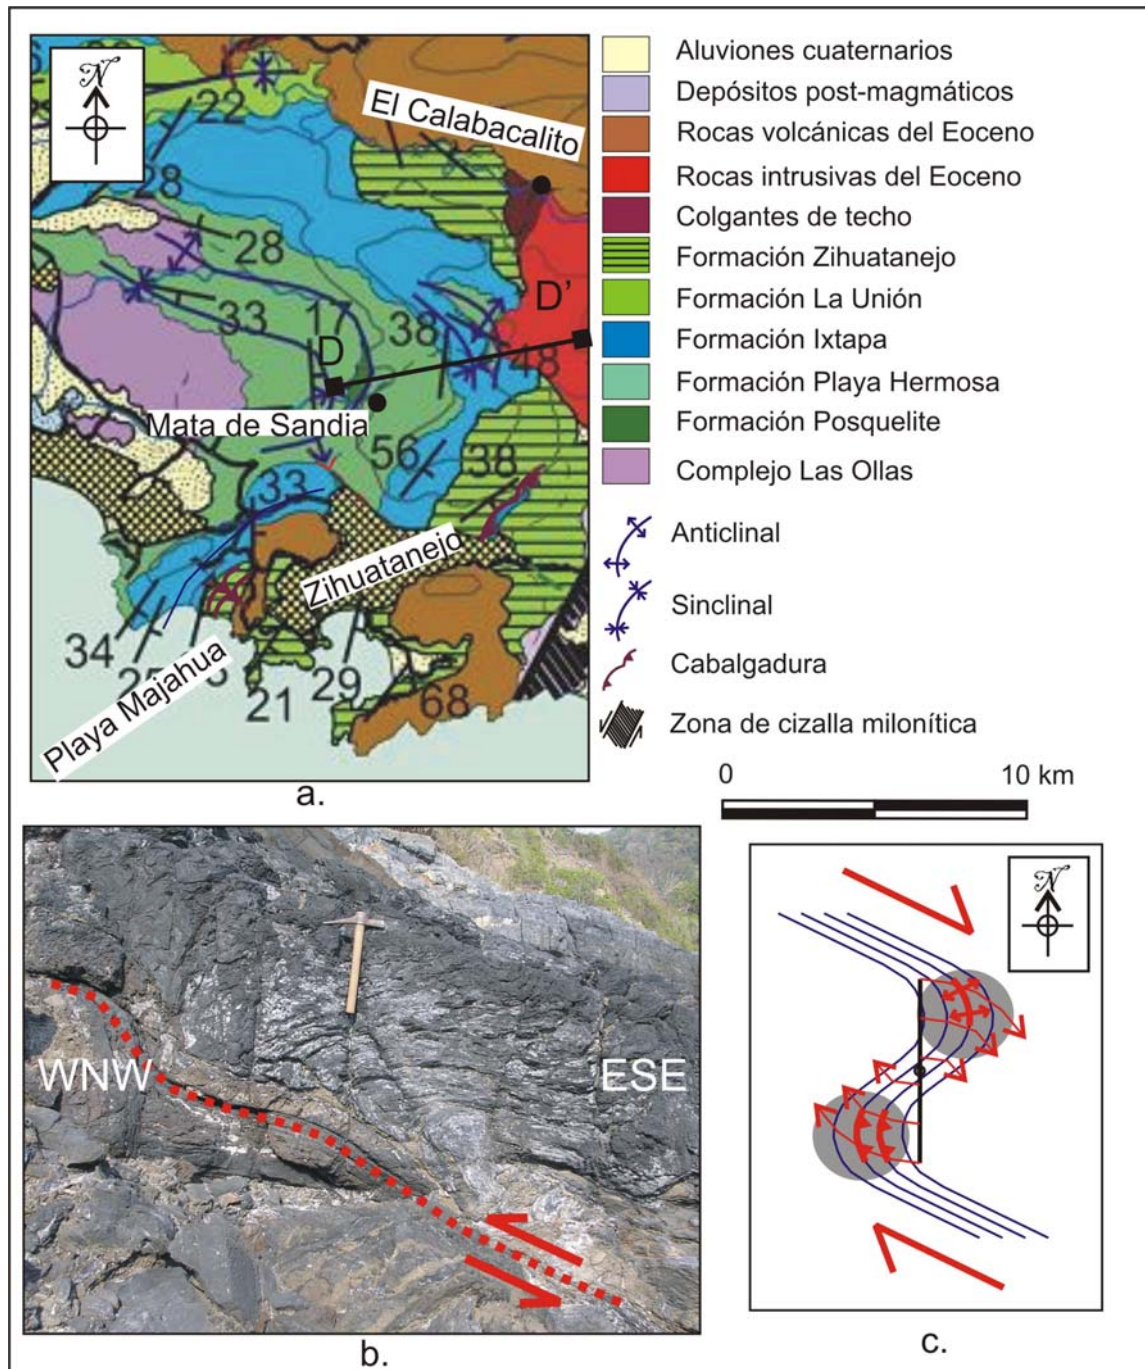 N
El Calabacalito
22
28
28
33
17
38
D'
D
48
Mata de Sandia
56
38
33
Zihuatanejo
34
21
29
68
Playa Majahua
a.
Aluviones cuaternarios
Depósitos post-magmáticos
Rocas volcánicas del Eoceno
Rocas intrusivas del Eoceno
Colgantes de techo
Formación Zihuatanejo
Formación La Unión
Formación Ixtapa
Formación Playa Hermosa
Formación Posquelite
Complejo Las Ollas
Anticlinal
Sinclinal
Cabalgadura
Zona de cizalla milonítica
0 10 km
WNW ESE
b.
N
c.